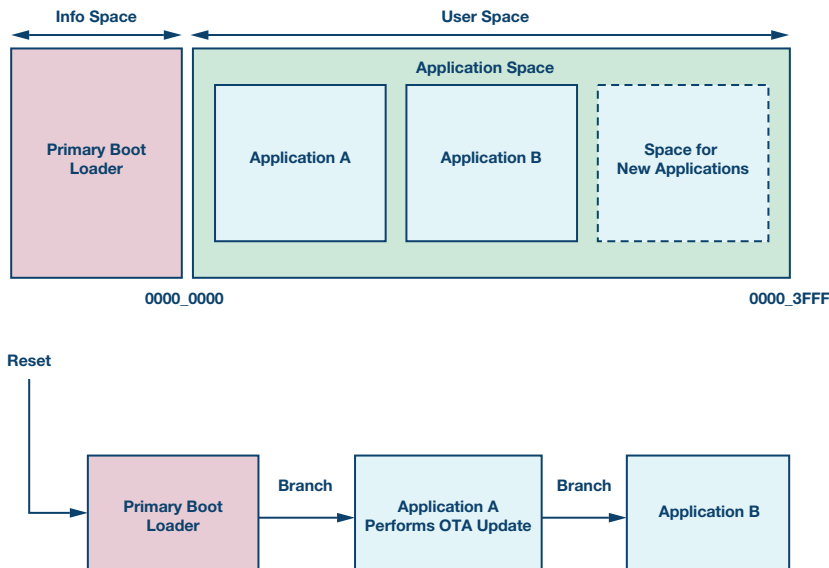 Info Space
User Space
Application Space
Primary Boot
Loader
Application A
Application B
Space for
New Applications
0000_0000
0000_3FFF
Reset
Primary Boot
Loader
Branch
Application A
Performs OTA Update
Branch
Application B